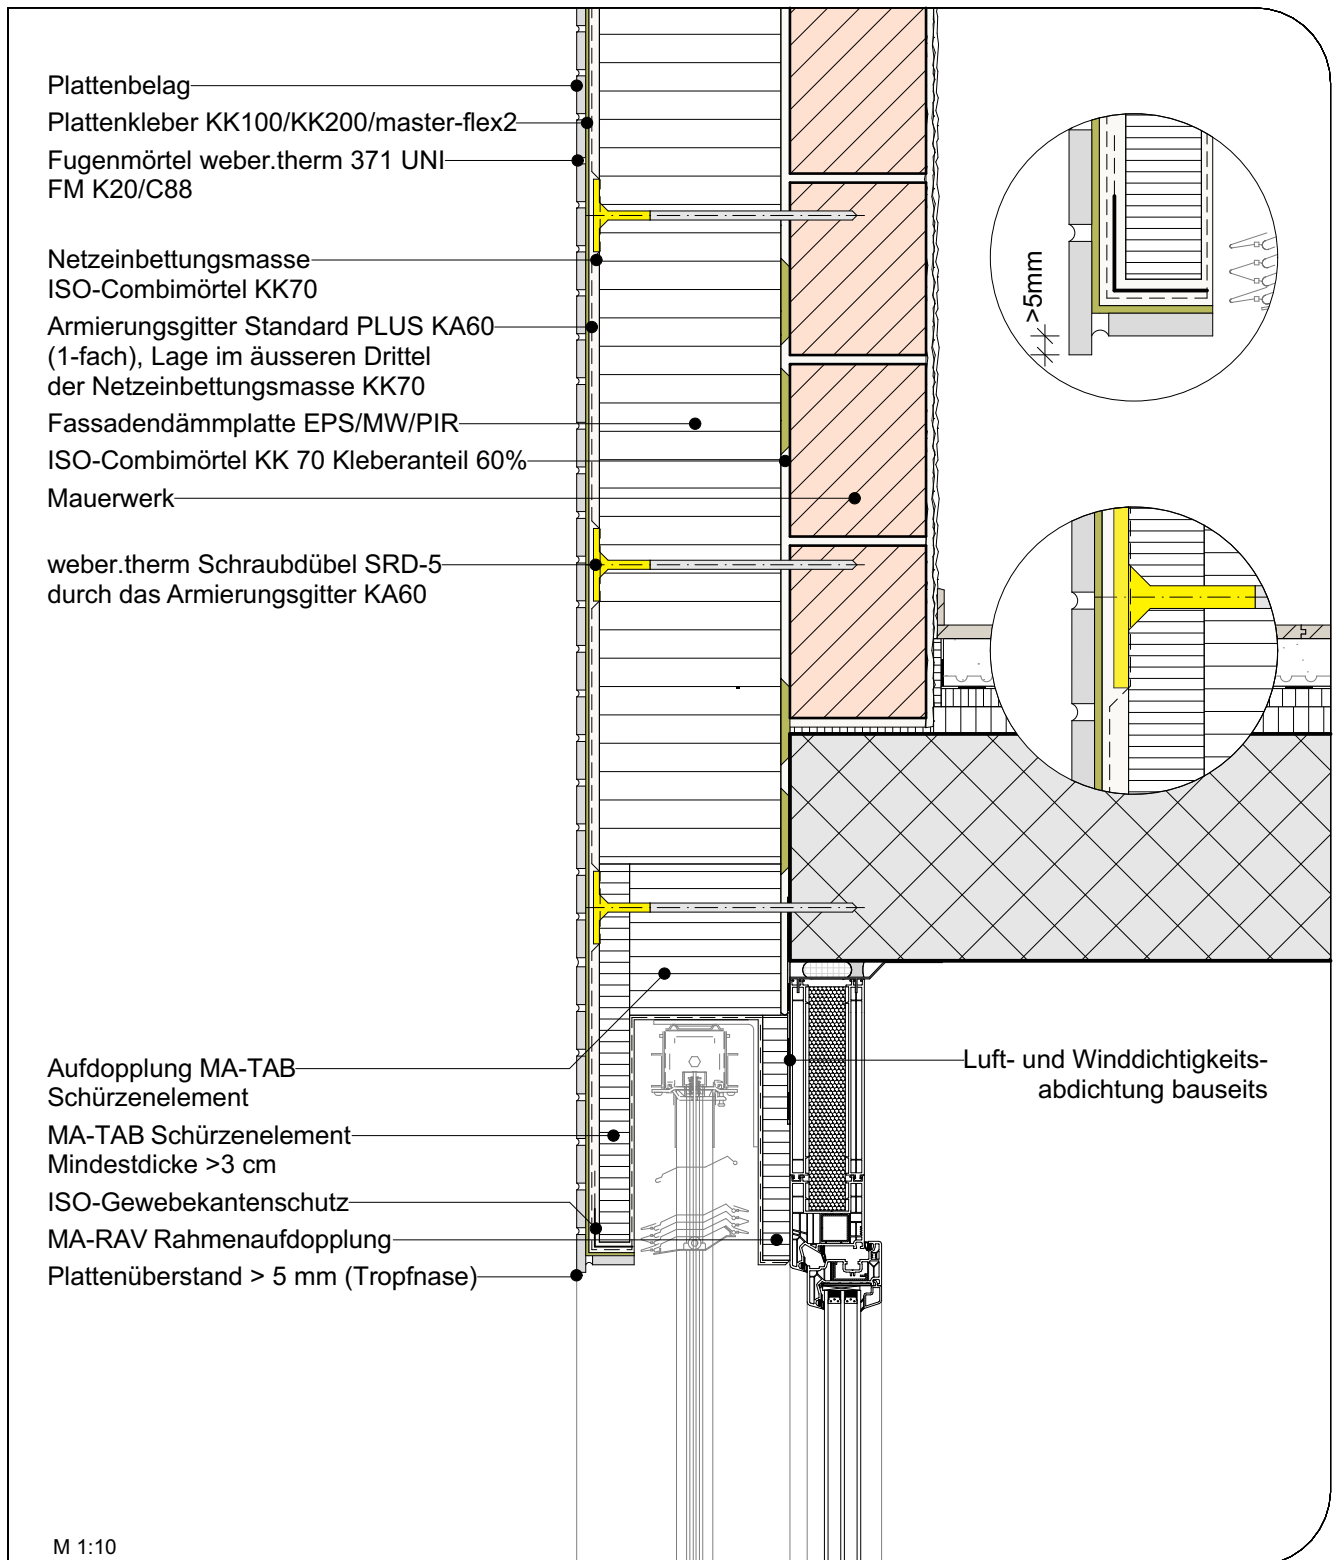 Plattenbelag
Plattenkleber KK100/KK200/master-flex2
Fugenmörtel weber.therm 371 UNI
FM K20/C88
Netzeinbettungsmasse
ISO-Combimörtel KK70
Armierungsgitter Standard PLUS KA60
(1-fach), Lage im äusseren Drittel
der Netzeinbettungsmasse KK70
Fassadendämmplatte EPS/MW/PIR
ISO-Combimörtel KK 70 Kleberanteil 60%
Mauerwerk
weber.therm Schraubdübel SRD-5
durch das Armierungsgitter KA60
>5mm
Aufdopplung MA-TAB
Schürzenelement
MA-TAB Schürzenelement
Mindestdicke >3 cm
ISO-Gewebekantenschutz
MA-RAV Rahmenaufdopplung
Plattenüberstand > 5 mm (Tropfnase)
Luft- und Winddichtigkeits-
abdichtung bauseits
M 1:10